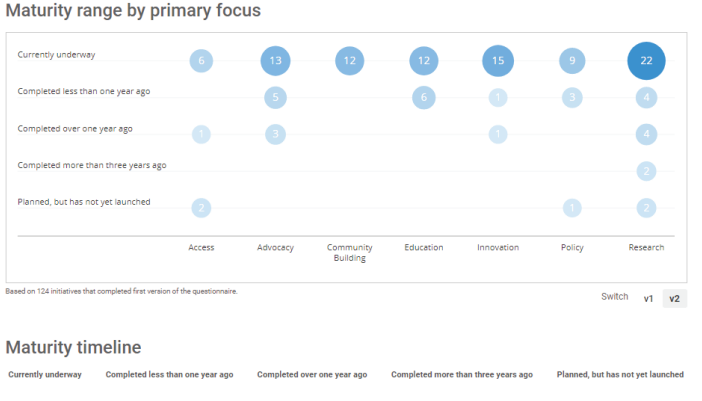 Maturity range by primary focus
Currently underway 6 13 12 12 15 9 22
Completed less than one year ago 5 6 1 3 4
Completed over one year ago 1 3 1 4
Completed more than three years ago 2
Planned, but has not yet launched 2 1 2
Access Advocacy Community Building Education Innovation Policy Research
Based on 124 initiatives that completed first version of the questionnaire.
Switch v1 v2
Maturity timeline
Currently underway Completed less than one year ago Completed over one year ago Completed more than three years ago Planned, but has not yet launched